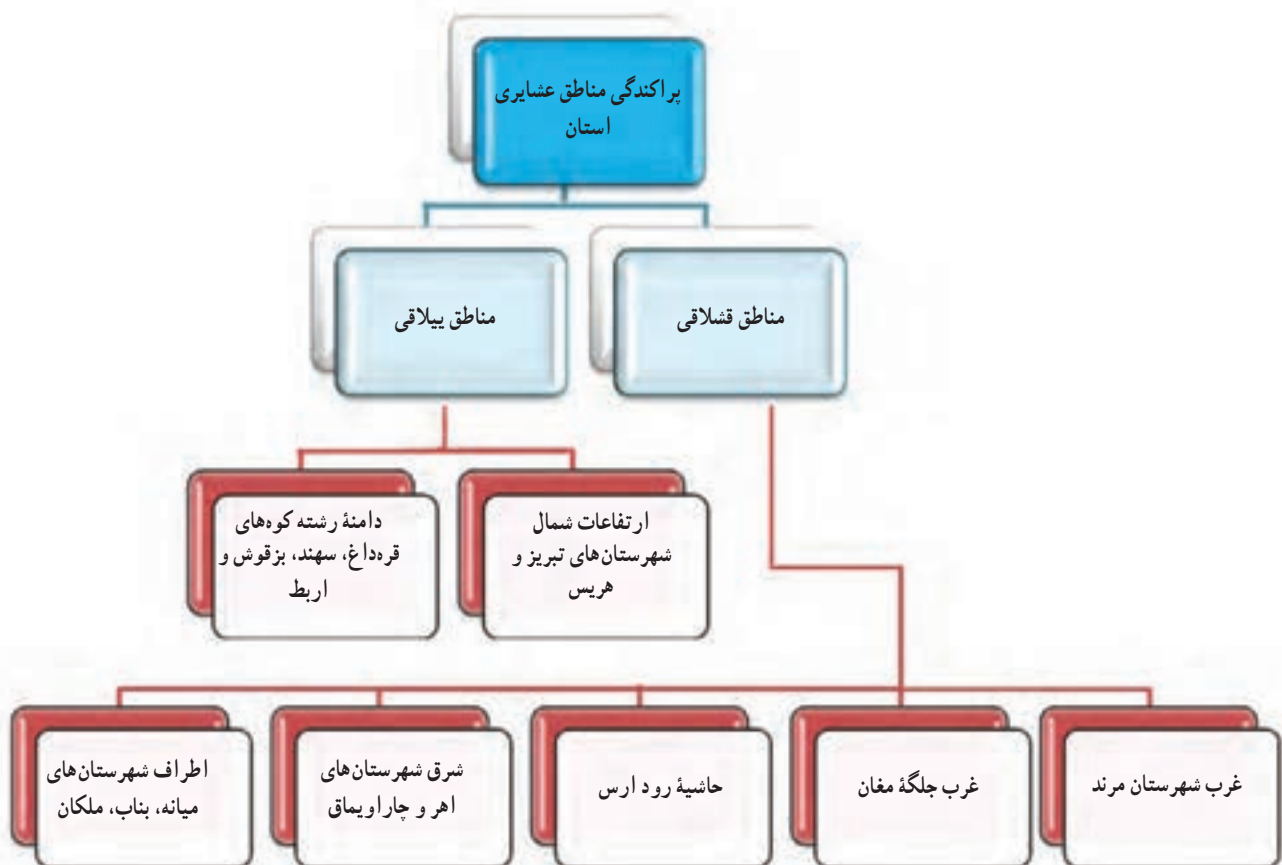 پراکندگی مناطق عشایری
استان
مناطق قشلاقی
مناطق ییلاقی
ارتفاعات شمال
شهرستان‌های تبریز و
هریس
دامنهٔ رشته کوه‌های
قره‌داغ، سهند، بزقوش و
اربط
غرب شهرستان مرند
غرب جلگهٔ مغان
حاشیهٔ رود ارس
شرق شهرستان‌های
اهر و چاراویماق
اطراف شهرستان‌های
میانه، بناب، ملکان